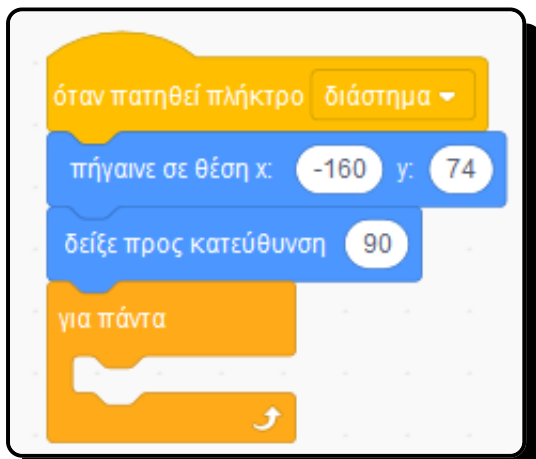 όταν πατηθεί πλήκτρο διάστημα
πήγαινε σε θέση x: -160 y: 74
δείξε προς κατεύθυνση 90
για πάντα